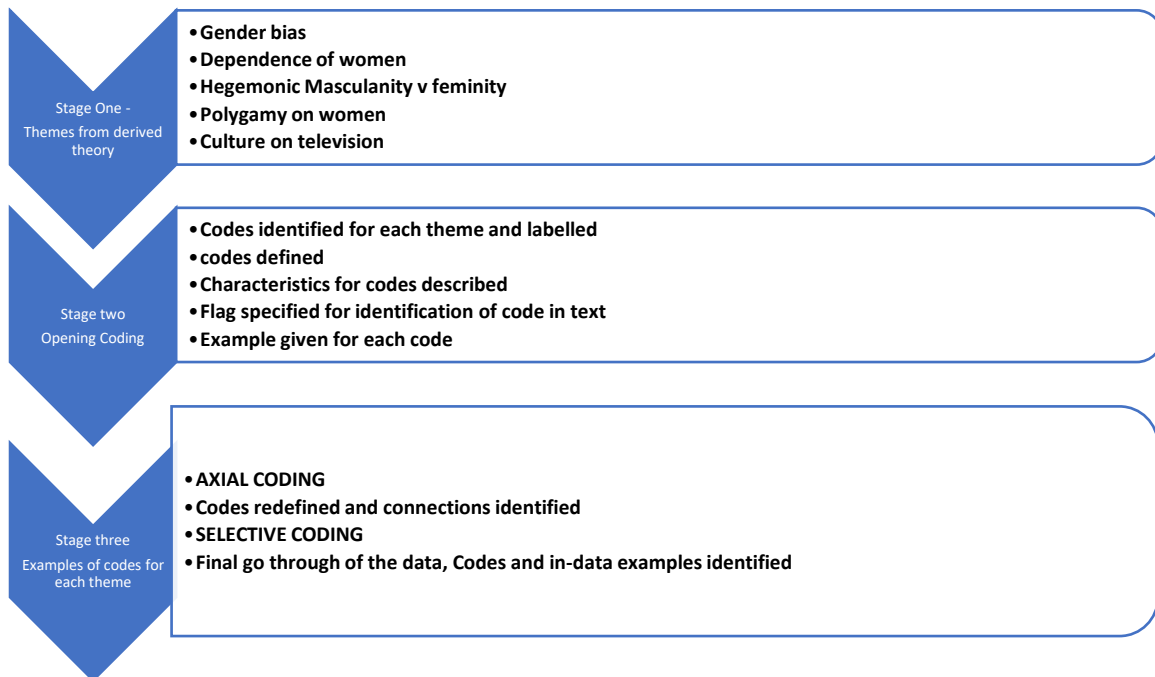 Stage One -
Themes from derived
theory
•Gender bias
•Dependence of women
•Hegemonic Masculanity v feminity
•Polygamy on women
•Culture on television
Stage two
Opening Coding
•Codes identified for each theme and labelled
•codes defined
•Characteristics for codes described
•Flag specified for identification of code in text
•Example given for each code
Stage three
Examples of codes for
each theme
•AXIAL CODING
•Codes redefined and connections identified
•SELECTIVE CODING
•Final go through of the data, Codes and in-data examples identified